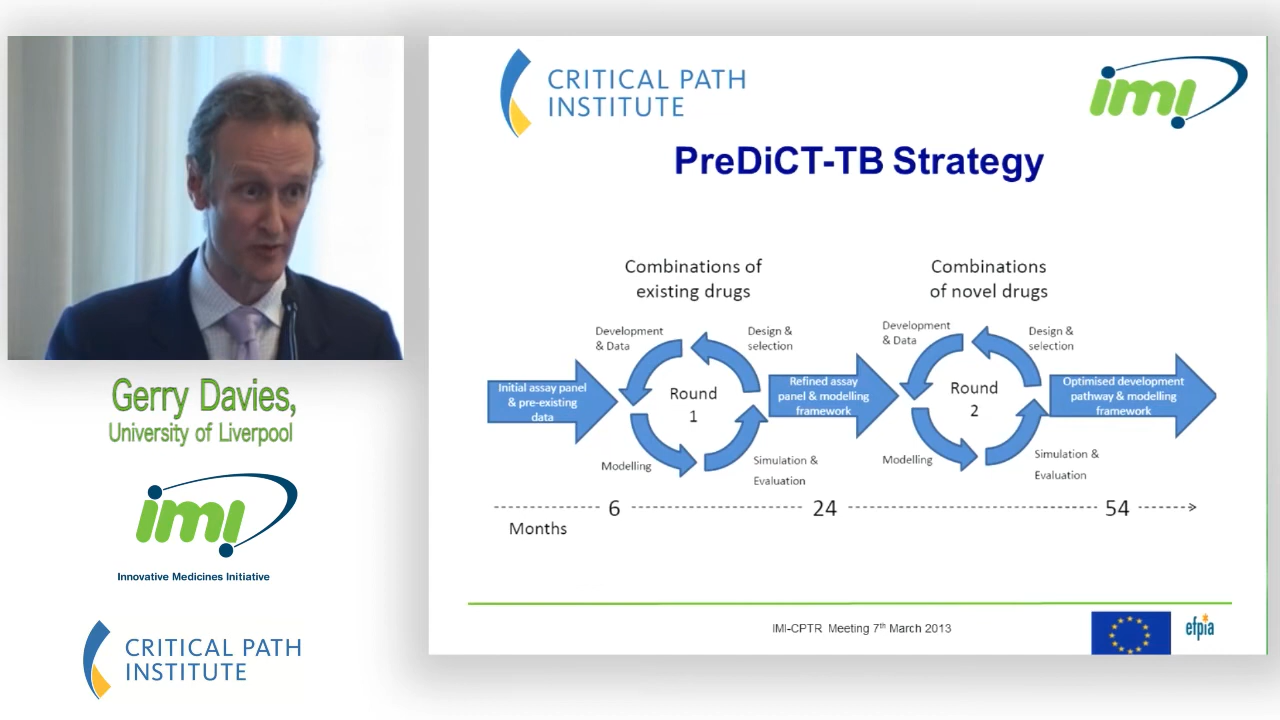 CRITICAL PATH
INSTITUTE
imi
PreDiCT-TB Strategy
Combinations of
existing drugs
Combinations
of novel drugs
Development
& Data
Design &
selection
Development
& Data
Design &
selection
Initial assay panel
& pre-existing
data
Round
1
Refined assay
panel & modelling
framework
Round
2
Optimised development
pathway & modelling
framework
Modelling
Simulation &
Evaluation
Modelling
Simulation &
Evaluation
6
24
54
Months
IMI-CPTR Meeting 7th March 2013
efpia
Gerry Davies,
University of Liverpool
imi
Innovative Medicines Initiative
CRITICAL PATH
INSTITUTE